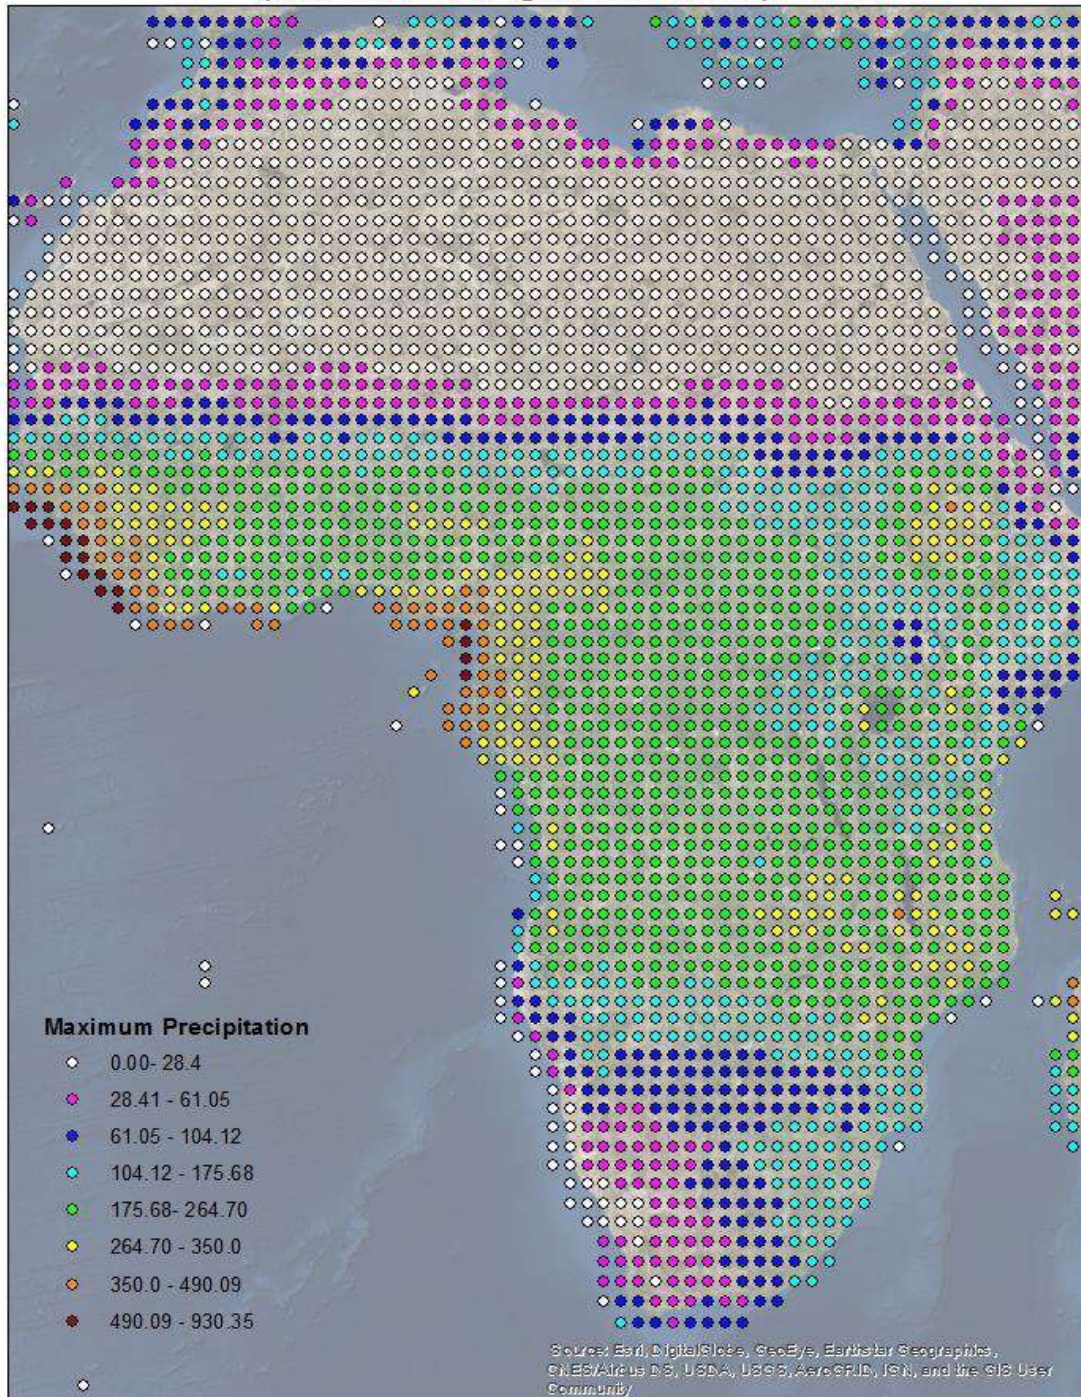 Maximum Precipitation
0.00- 28.4
28.41 - 61.05
61.05 - 104.12
104.12 - 175.68
175.68- 264.70
264.70 - 350.0
350.0 - 490.09
490.09 - 930.35
Source: Esri, DigitalGlobe, GeoEye, Earthstar Geographics,
CNES/Airbus DS, USDA, USGS, AeroGRID, IGN, and the GIS User
Community